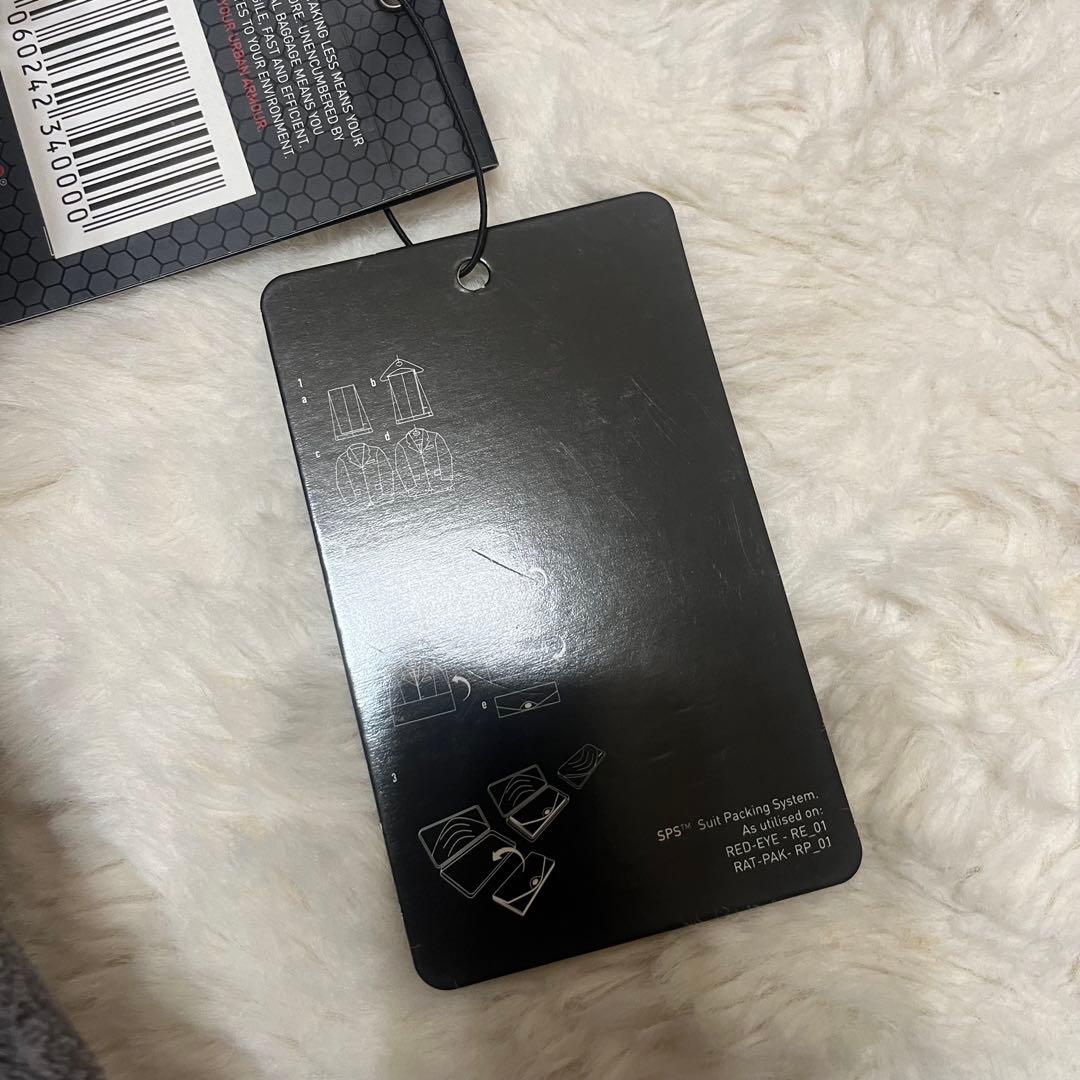 AKING LESS MEANS YOUR
ORE. UNENCUMBERED BY
AL BAGGAGE MEANS YOU
BILE, FAST AND EFFICIENT.
ES TO YOUR ENVIRONMENT.
YOUR URBAN ARMOUR.
060242340000
®
1
a
b
c
d
e
3
SPS™ Suit Packing System.
As utilised on:
RED-EYE - RE_01
RAT-PAK- RP_01